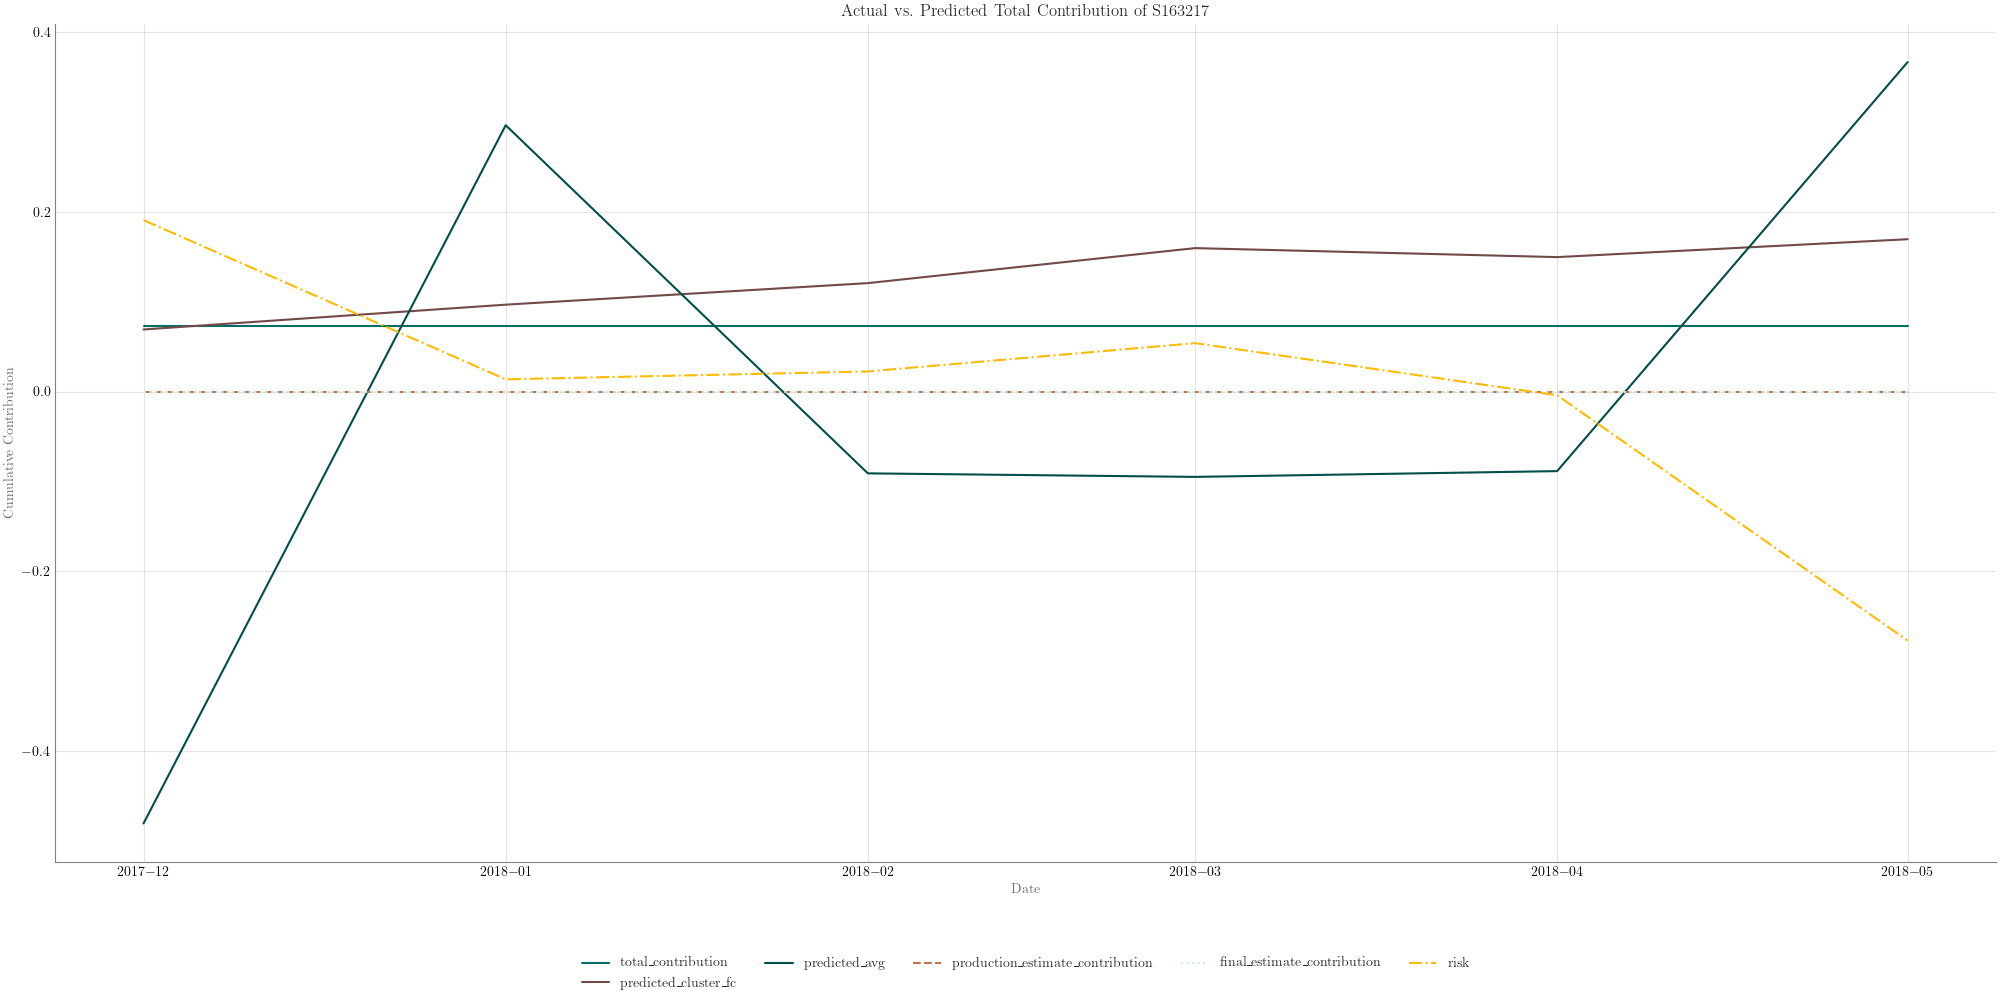 Actual vs. Predicted Total Contribution of S163217
0.4
0.2
0.0
−0.2
−0.4
Cumulative Contribution
2017−12
2018−01
2018−02
2018−03
2018−04
2018−05
Date
total_contribution
predicted_cluster_fc
predicted_avg
production_estimate_contribution
final_estimate_contribution
risk